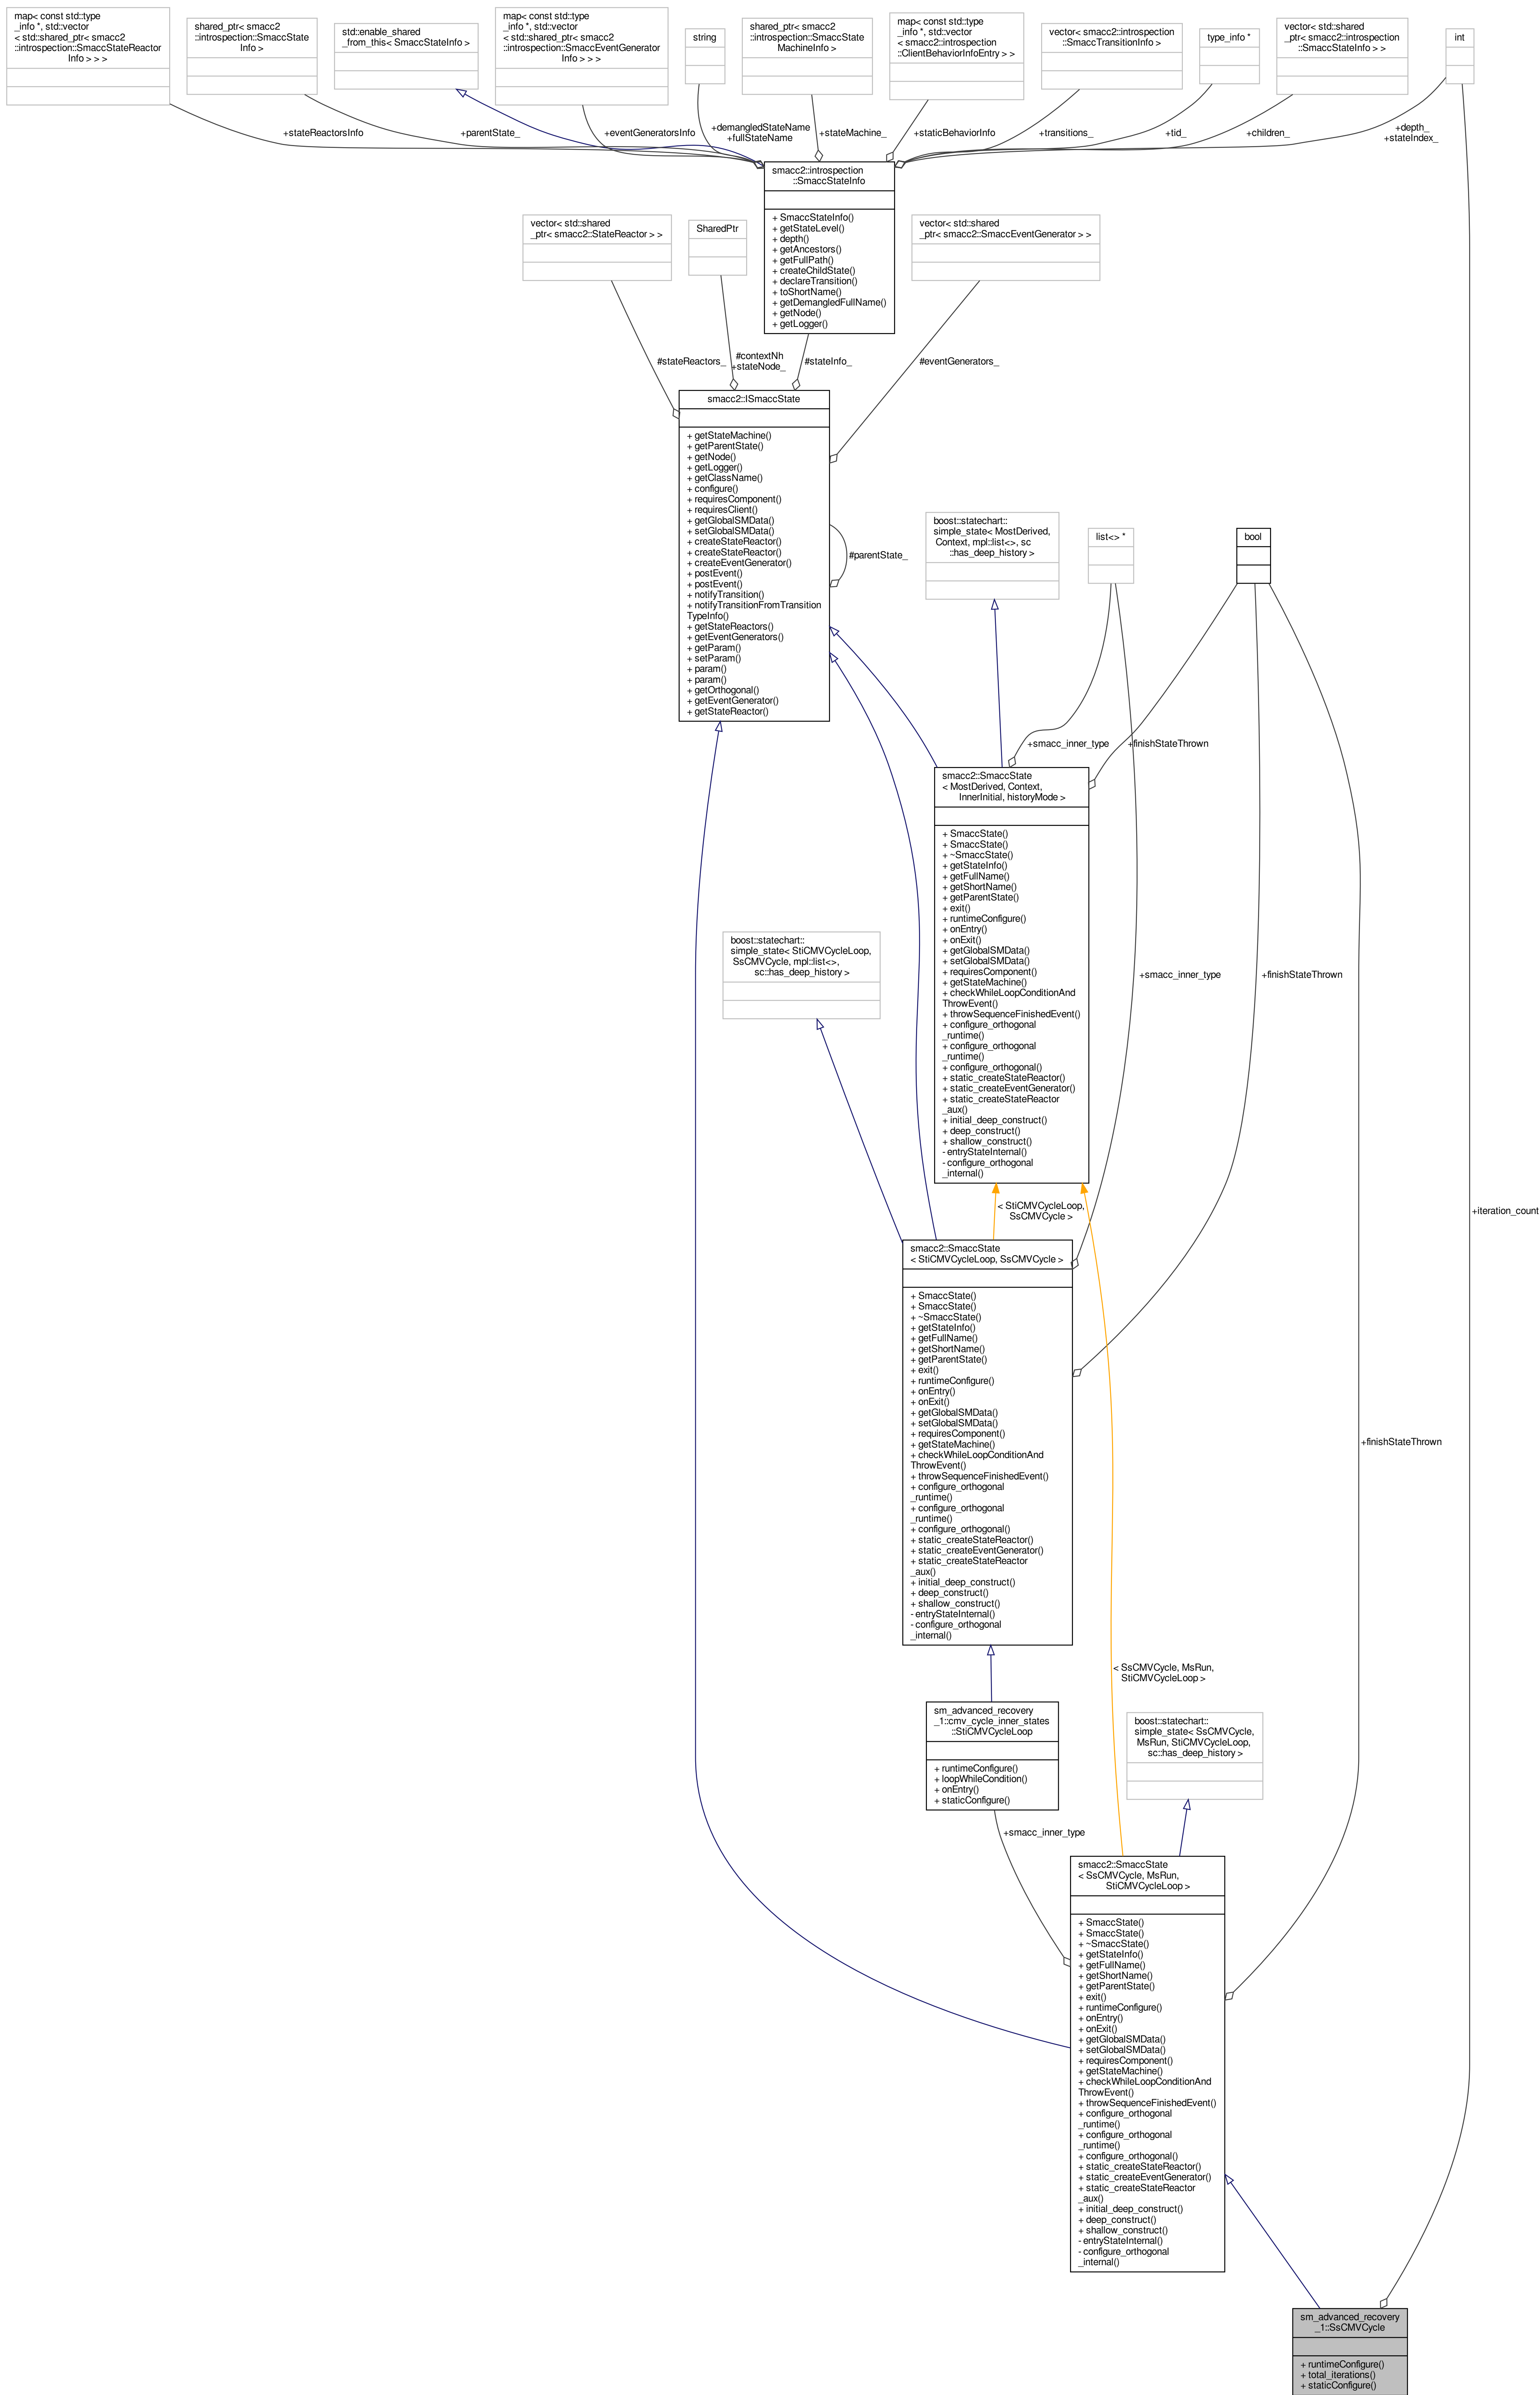 map< const std::type
_info *, std::vector
< std::shared_ptr< smacc2
::introspection::SmaccStateReactor
Info > > >
shared_ptr< smacc2
::introspection::SmaccState
Info >
std::enable_shared
_from_this< SmaccStateInfo >
map< const std::type
_info *, std::vector
< std::shared_ptr< smacc2
::introspection::SmaccEventGenerator
Info > > >
string
shared_ptr< smacc2
::introspection::SmaccState
MachineInfo >
map< const std::type
_info *, std::vector
< smacc2::introspection
::ClientBehaviorInfoEntry > >
vector< smacc2::introspection
::SmaccTransitionInfo >
type_info *
vector< std::shared
_ptr< smacc2::introspection
::SmaccStateInfo > >
int
+stateReactorsInfo
+parentState_
+eventGeneratorsInfo
+demangledStateName
+fullStateName
+stateMachine_
+staticBehaviorInfo
+transitions_
+tid_
+children_
+depth_
+stateIndex_
smacc2::introspection
::SmaccStateInfo
+ SmaccStateInfo()
+ getStateLevel()
+ depth()
+ getAncestors()
+ getFullPath()
+ createChildState()
+ declareTransition()
+ toShortName()
+ getDemangledFullName()
+ getNode()
+ getLogger()
vector< std::shared
_ptr< smacc2::StateReactor > >
SharedPtr
vector< std::shared
_ptr< smacc2::SmaccEventGenerator > >
#stateReactors_
#contextNh
+stateNode_
#stateInfo_
#eventGenerators_
smacc2::ISmaccState
+ getStateMachine()
+ getParentState()
+ getNode()
+ getLogger()
+ getClassName()
+ configure()
+ requiresComponent()
+ requiresClient()
+ getGlobalSMData()
+ setGlobalSMData()
+ createStateReactor()
+ createStateReactor()
+ createEventGenerator()
+ postEvent()
+ postEvent()
+ notifyTransition()
+ notifyTransitionFromTransition
TypeInfo()
+ getStateReactors()
+ getEventGenerators()
+ getParam()
+ setParam()
+ param()
+ param()
+ getOrthogonal()
+ getEventGenerator()
+ getStateReactor()
#parentState_
boost::statechart::
simple_state< MostDerived,
Context, mpl::list<>, sc
::has_deep_history >
list<> *
bool
+smacc_inner_type
+finishStateThrown
smacc2::SmaccState
< MostDerived, Context,
InnerInitial, historyMode >
+ SmaccState()
+ SmaccState()
+ ~SmaccState()
+ getStateInfo()
+ getFullName()
+ getShortName()
+ getParentState()
+ exit()
+ runtimeConfigure()
+ onEntry()
+ onExit()
+ getGlobalSMData()
+ setGlobalSMData()
+ requiresComponent()
+ getStateMachine()
+ checkWhileLoopConditionAnd
ThrowEvent()
+ throwSequenceFinishedEvent()
+ configure_orthogonal
_runtime()
+ configure_orthogonal
_runtime()
+ configure_orthogonal()
+ static_createStateReactor()
+ static_createEventGenerator()
+ static_createStateReactor
_aux()
+ initial_deep_construct()
+ deep_construct()
+ shallow_construct()
- entryStateInternal()
- configure_orthogonal
_internal()
boost::statechart::
simple_state< StiCMVCycleLoop,
SsCMVCycle, mpl::list<>,
sc::has_deep_history >
+smacc_inner_type
+finishStateThrown
< StiCMVCycleLoop,
SsCMVCycle >
+iteration_count
smacc2::SmaccState
< StiCMVCycleLoop, SsCMVCycle >
+ SmaccState()
+ SmaccState()
+ ~SmaccState()
+ getStateInfo()
+ getFullName()
+ getShortName()
+ getParentState()
+ exit()
+ runtimeConfigure()
+ onEntry()
+ onExit()
+ getGlobalSMData()
+ setGlobalSMData()
+ requiresComponent()
+ getStateMachine()
+ checkWhileLoopConditionAnd
ThrowEvent()
+ throwSequenceFinishedEvent()
+ configure_orthogonal
_runtime()
+ configure_orthogonal
_runtime()
+ configure_orthogonal()
+ static_createStateReactor()
+ static_createEventGenerator()
+ static_createStateReactor
_aux()
+ initial_deep_construct()
+ deep_construct()
+ shallow_construct()
- entryStateInternal()
- configure_orthogonal
_internal()
+finishStateThrown
< SsCMVCycle, MsRun,
StiCMVCycleLoop >
sm_advanced_recovery
_1::cmv_cycle_inner_states
::StiCMVCycleLoop
+ runtimeConfigure()
+ loopWhileCondition()
+ onEntry()
+ staticConfigure()
boost::statechart::
simple_state< SsCMVCycle,
MsRun, StiCMVCycleLoop,
sc::has_deep_history >
+smacc_inner_type
smacc2::SmaccState
< SsCMVCycle, MsRun,
StiCMVCycleLoop >
+ SmaccState()
+ SmaccState()
+ ~SmaccState()
+ getStateInfo()
+ getFullName()
+ getShortName()
+ getParentState()
+ exit()
+ runtimeConfigure()
+ onEntry()
+ onExit()
+ getGlobalSMData()
+ setGlobalSMData()
+ requiresComponent()
+ getStateMachine()
+ checkWhileLoopConditionAnd
ThrowEvent()
+ throwSequenceFinishedEvent()
+ configure_orthogonal
_runtime()
+ configure_orthogonal
_runtime()
+ configure_orthogonal()
+ static_createStateReactor()
+ static_createEventGenerator()
+ static_createStateReactor
_aux()
+ initial_deep_construct()
+ deep_construct()
+ shallow_construct()
- entryStateInternal()
- configure_orthogonal
_internal()
sm_advanced_recovery
_1::SsCMVCycle
+ runtimeConfigure()
+ total_iterations()
+ staticConfigure()